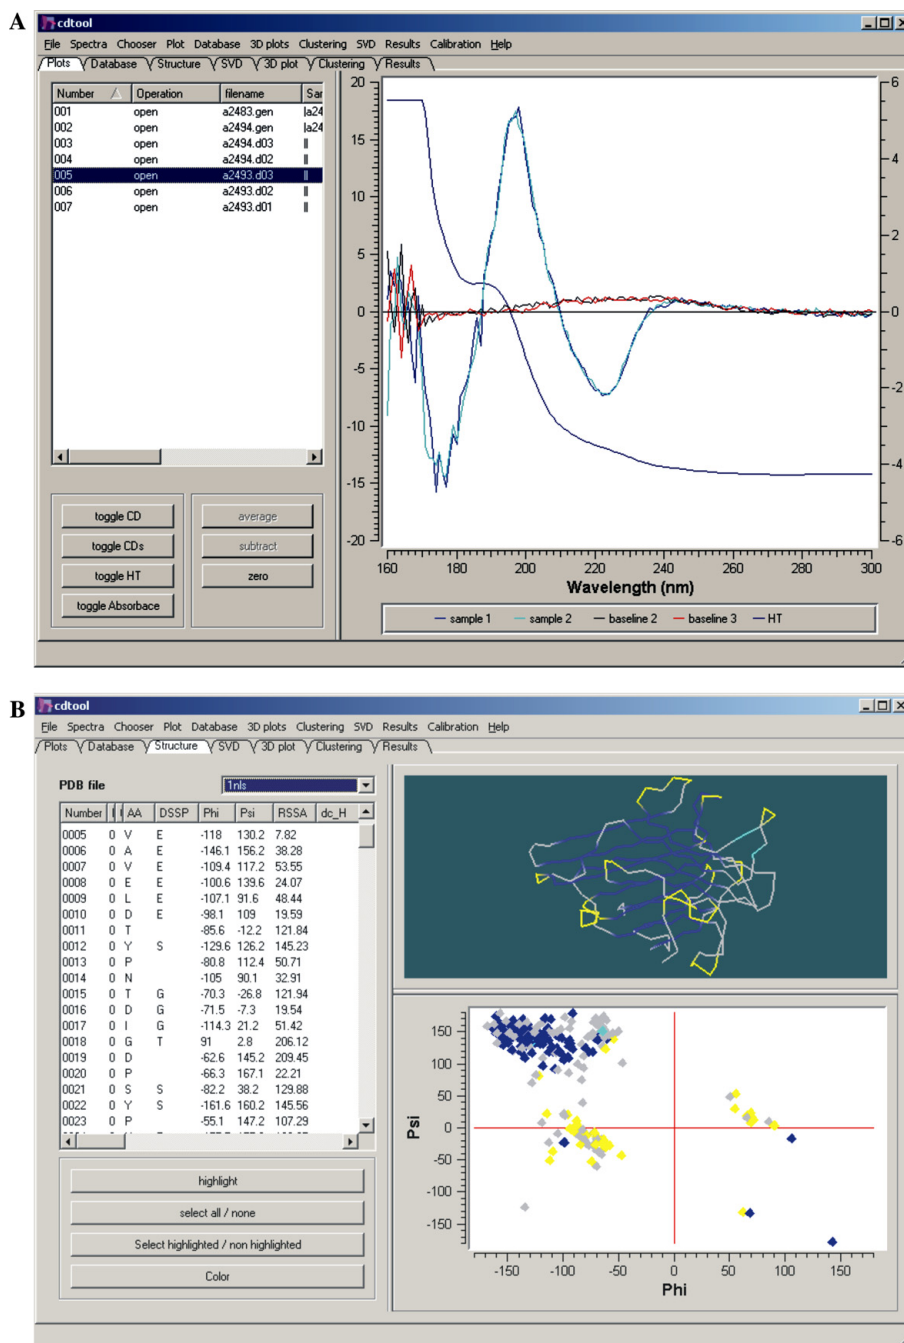 A
cdtool
File Spectra Chooser Plot Database 3D plots Clustering SVD Results Calibration Help
Plots Database Structure SVD 3D plot Clustering Results
Number Operation filename Sar
001 open a2483.gen |a24
002 open a2494.gen |a24
003 open a2494.d03 ||
004 open a2494.d02 ||
005 open a2493.d03 ||
006 open a2493.d02 ||
007 open a2493.d01 ||
toggle CD
average
toggle CDs
subtract
toggle HT
zero
toggle Absorbace
20
15
10
5
0
-5
-10
-15
-20
6
4
2
0
-2
-4
-6
160 180 200 220 240 260 280 300
Wavelength (nm)
sample 1 sample 2 baseline 2 baseline 3 HT
B
cdtool
File Spectra Chooser Plot Database 3D plots Clustering SVD Results Calibration Help
Plots Database Structure SVD 3D plot Clustering Results
PDB file 1nls
Number AA DSSP Phi Psi RSSA dc_H
0005 0 V E -118 130.2 7.82
0006 0 A E -146.1 156.2 38.28
0007 0 V E -109.4 117.2 53.55
0008 0 E E -100.6 139.6 24.07
0009 0 L E -107.1 91.6 48.44
0010 0 D E -98.1 109 19.59
0011 0 T -85.6 -12.2 121.84
0012 0 Y S -129.6 126.2 145.23
0013 0 P -80.8 112.4 50.71
0014 0 N -105 90.1 32.91
0015 0 T G -70.3 -26.8 121.94
0016 0 D G -71.5 -7.3 19.54
0017 0 I G -114.3 21.2 51.42
0018 0 G T 91 2.8 206.12
0019 0 D -62.6 145.2 209.45
0020 0 P -66.3 167.1 22.21
0021 0 S S -82.2 38.2 129.88
0022 0 Y S -161.6 160.2 145.56
0023 0 P -55.1 147.2 107.29
highlight
select all / none
Select highlighted / non highlighted
Color
Psi
150
100
50
0
-50
-100
-150
-150 -100 -50 0 50 100 150
Phi